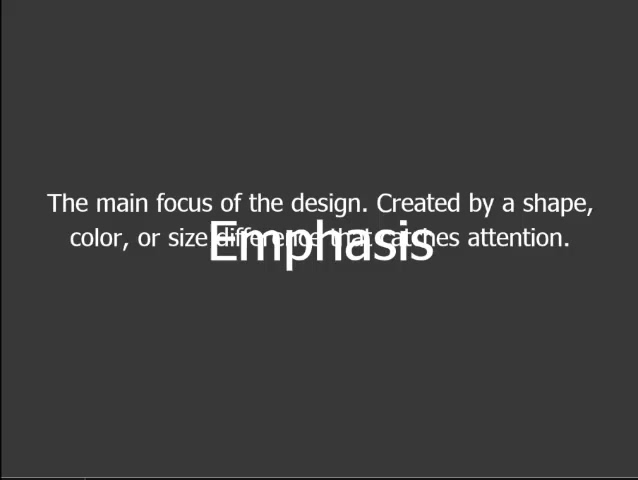 The main focus of the design. Created by a shape,
color, or size difference that catches attention.
Emphasis